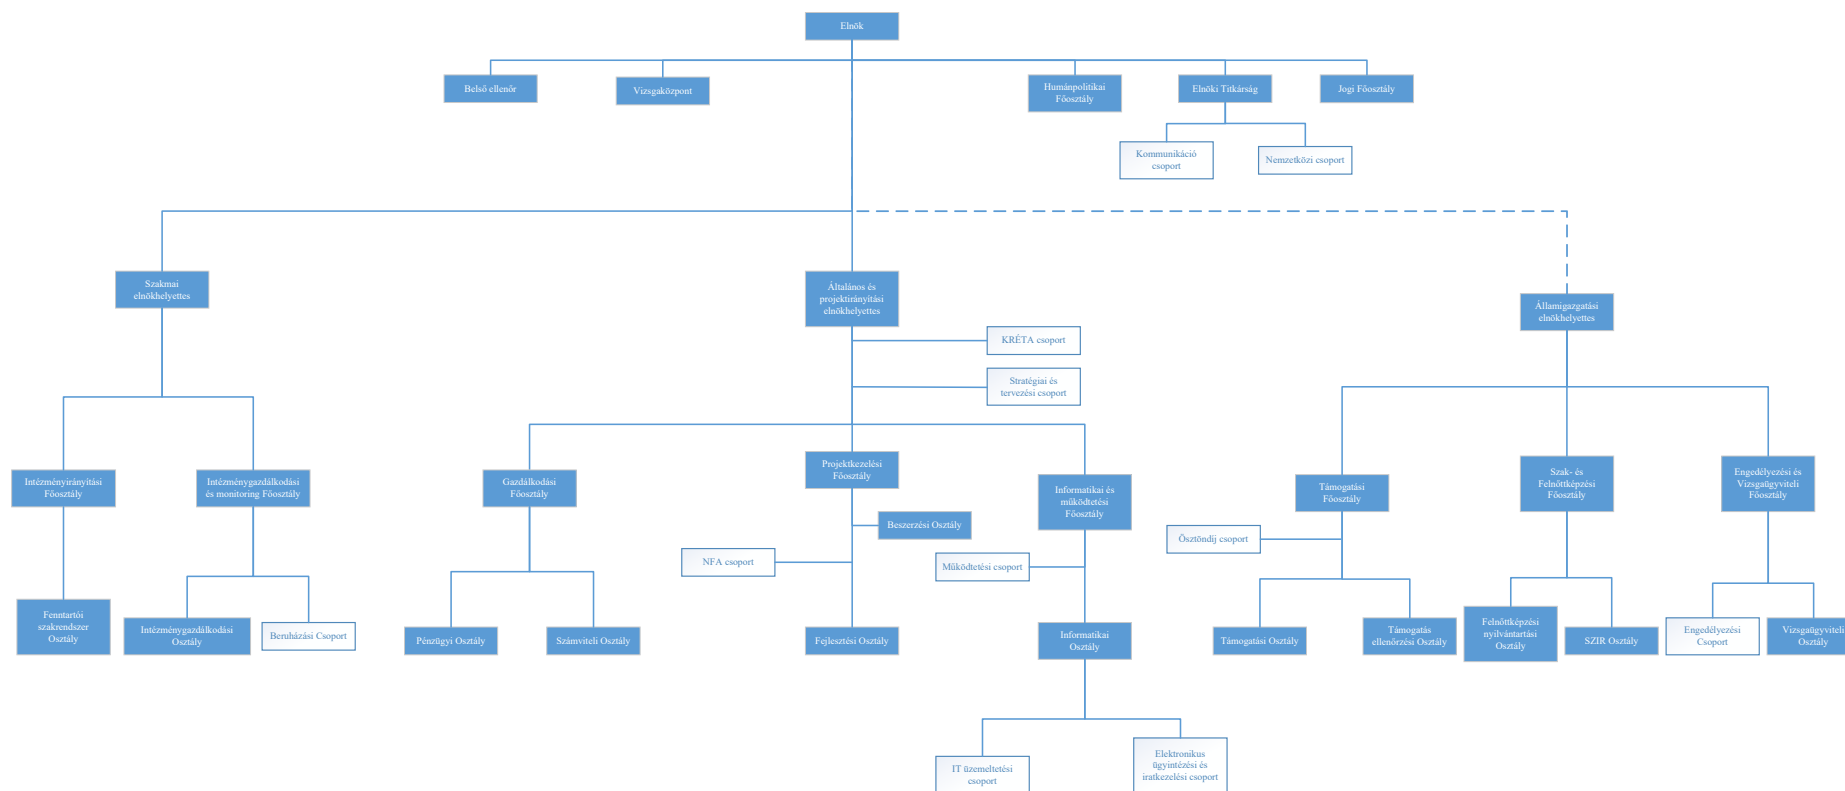 Elnök
Belső ellenőr
Vizsgaközpont
Humánpolitikai
Főosztály
Elnöki Titkárság
Jogi Főosztály
Kommunikáció
csoport
Nemzetközi csoport
Szakmai
elnökhelyettes
Általános és
projektirányítási
elnökhelyettes
Államigazgatási
elnökhelyettes
KRÉTA csoport
Stratégiai és
tervezési csoport
Intézményirányítási
Főosztály
Intézménygazdálkodási
és monitoring Főosztály
Gazdálkodási
Főosztály
Projektkezelési
Főosztály
Informatikai és
működtetési
Főosztály
Támogatási
Főosztály
Szak- és
Felnőttképzési
Főosztály
Engedélyezési és
Vizsgaügyviteli
Főosztály
Beszerzési Osztály
NFA csoport
Működtetési csoport
Ösztöndíj csoport
Fenntartói
szakrendszer
Osztály
Intézménygazdálkodási
Osztály
Beruházási Csoport
Pénzügyi Osztály
Számviteli Osztály
Fejlesztési Osztály
Informatikai
Osztály
Támogatási Osztály
Támogatás
ellenőrzési Osztály
Felnőttképzési
nyilvántartási
Osztály
SZIR Osztály
Engedélyezési
Csoport
Vizsgaügyviteli
Osztály
IT üzemeltetési
csoport
Elektronikus
ügyintézési és
iratkezelési csoport